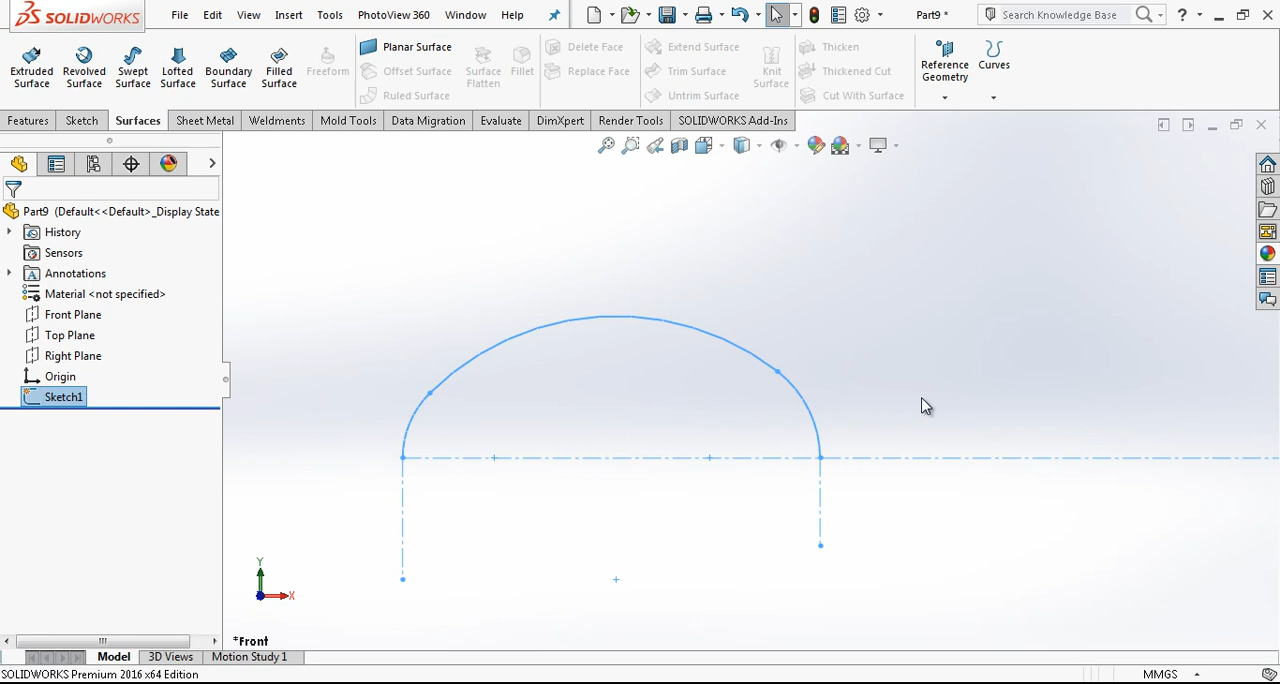 SOLIDWORKS File Edit View Insert Tools PhotoView 360 Window Help Part9 * Search Knowledge Base ?
Extruded Surface
Revolved Surface
Swept Surface
Lofted Surface
Boundary Surface
Filled Surface
Freeform
Planar Surface
Offset Surface
Ruled Surface
Surface Flatten
Fillet
Delete Face
Replace Face
Extend Surface
Trim Surface
Untrim Surface
Knit Surface
Thicken
Thickened Cut
Cut With Surface
Reference Geometry
Curves
Features Sketch Surfaces Sheet Metal Weldments Mold Tools Data Migration Evaluate DimXpert Render Tools SOLIDWORKS Add-Ins
Part9 (Default<<Default>_Display State
History
Sensors
Annotations
Material <not specified>
Front Plane
Top Plane
Right Plane
Origin
Sketch1
Y
X
*Front
Model 3D Views Motion Study 1
SOLIDWORKS Premium 2016 x64 Edition MMGS